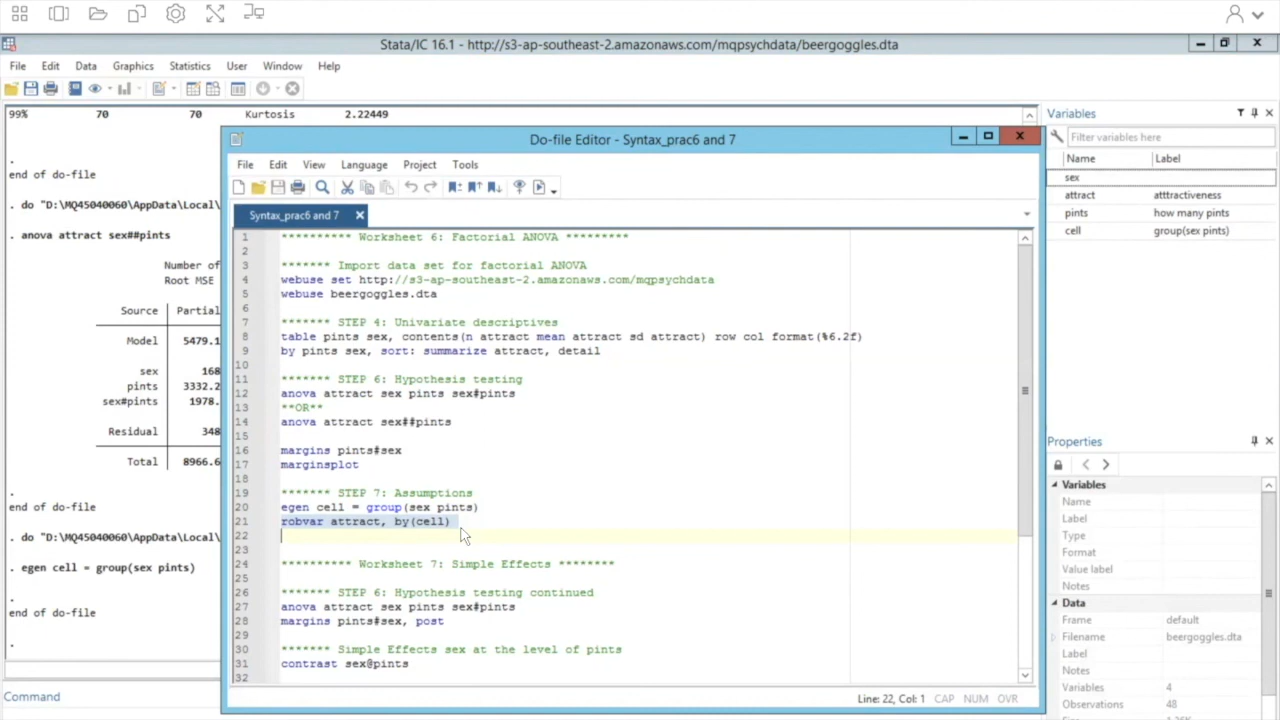 Stata/IC 16.1 - http://s3-ap-southeast-2.amazonaws.com/mqpsychdata/beergoggles.dta
File Edit Data Graphics Statistics User Window Help
99% 70 70 Kurtosis 2.22449
.
end of do-file
. do "D:\MQ45040060\AppData\Local\
. anova attract sex##pints
Number of
Root MSE
Source Partial
Model 5479.1
sex 168
pints 3332.2
sex#pints 1978.
Residual 348
Total 8966.6
.
end of do-file
. do "D:\MQ45040060\AppData\Local\
. egen cell = group(sex pints)
.
end of do-file
.
Command
Do-file Editor - Syntax_prac6 and 7
File Edit View Language Project Tools
Syntax_prac6 and 7
1 ********** Worksheet 6: Factorial ANOVA *********
2
3 ******* Import data set for factorial ANOVA
4 webuse set http://s3-ap-southeast-2.amazonaws.com/mqpsychdata
5 webuse beergoggles.dta
6
7 ******* STEP 4: Univariate descriptives
8 table pints sex, contents(n attract mean attract sd attract) row col format(%6.2f)
9 by pints sex, sort: summarize attract, detail
10
11 ******* STEP 6: Hypothesis testing
12 anova attract sex pints sex#pints
13 **OR**
14 anova attract sex##pints
15
16 margins pints#sex
17 marginsplot
18
19 ******* STEP 7: Assumptions
20 egen cell = group(sex pints)
21 robvar attract, by(cell)
22
23
24 ********** Worksheet 7: Simple Effects ********
25
26 ******* STEP 6: Hypothesis testing continued
27 anova attract sex pints sex#pints
28 margins pints#sex, post
29
30 ******* Simple Effects sex at the level of pints
31 contrast sex@pints
32
Line: 22, Col: 1 CAP NUM OVR
Variables
Filter variables here
Name Label
sex
attract atttractiveness
pints how many pints
cell group(sex pints)
Properties
Variables
Name
Label
Type
Format
Value label
Notes
Data
Frame default
Filename beergoggles.dta
Label
Notes
Variables 4
Observations 48